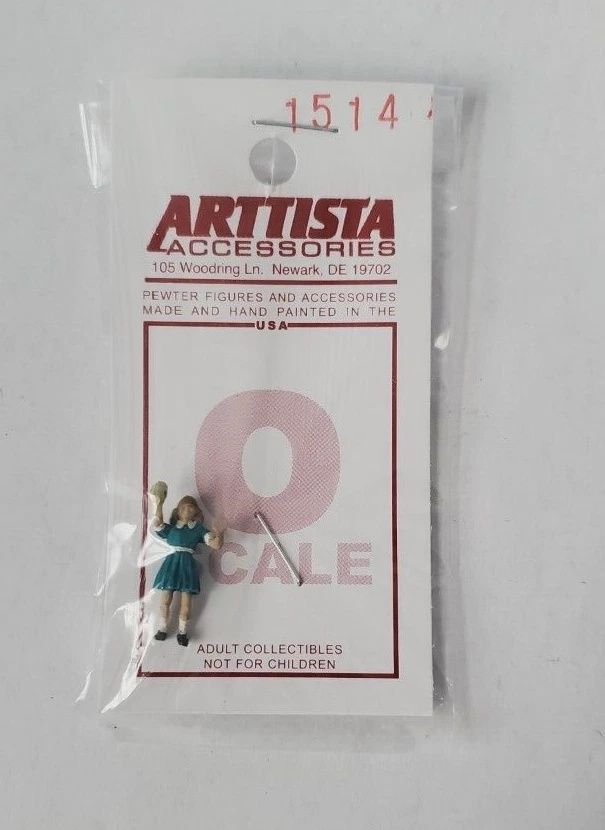 1514
ARTTISTA
ACCESSORIES
105 Woodring Ln. Newark, DE 19702
PEWTER FIGURES AND ACCESSORIES
MADE AND HAND PAINTED IN THE
USA
O
SCALE
ADULT COLLECTIBLES
NOT FOR CHILDREN